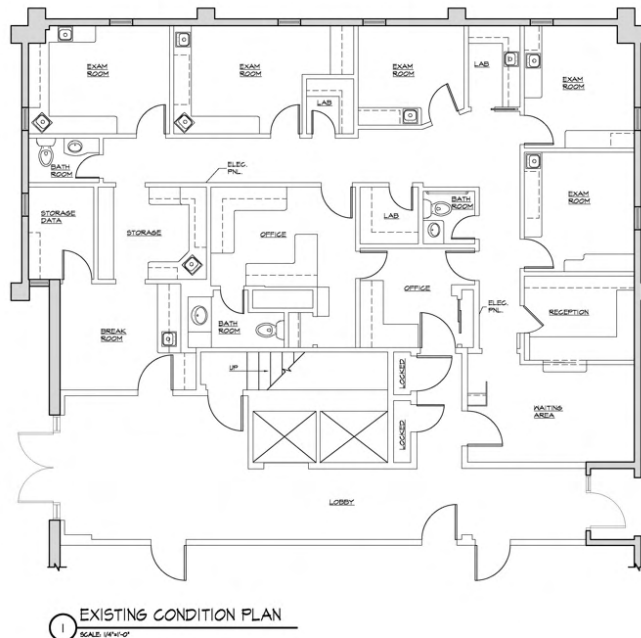 EXAM
ROOM
EXAM
ROOM
EXAM
ROOM
LAB
EXAM
ROOM
LAB
BATH
ROOM
ELEC.
PNL.
EXAM
ROOM
STORAGE
DATA
STORAGE
OFFICE
LAB
BATH
ROOM
OFFICE
ELEC.
PNL.
RECEPTION
BREAK
ROOM
BATH
ROOM
UP
LOCKED
LOCKED
WAITING
AREA
LOBBY
1
EXISTING CONDITION PLAN
SCALE: 1/4"=1'-0"